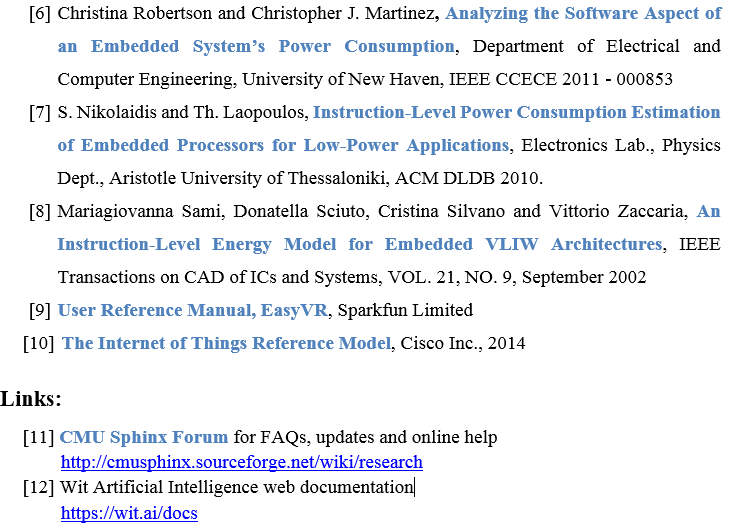 [6] Christina Robertson and Christopher J. Martinez, Analyzing the Software Aspect of
an Embedded System’s Power Consumption, Department of Electrical and
Computer Engineering, University of New Haven, IEEE CCECE 2011 - 000853
[7] S. Nikolaidis and Th. Laopoulos, Instruction-Level Power Consumption Estimation
of Embedded Processors for Low-Power Applications, Electronics Lab., Physics
Dept., Aristotle University of Thessaloniki, ACM DLDB 2010.
[8] Mariagiovanna Sami, Donatella Sciuto, Cristina Silvano and Vittorio Zaccaria, An
Instruction-Level Energy Model for Embedded VLIW Architectures, IEEE
Transactions on CAD of ICs and Systems, VOL. 21, NO. 9, September 2002
[9] User Reference Manual, EasyVR, Sparkfun Limited
[10] The Internet of Things Reference Model, Cisco Inc., 2014
Links:
[11] CMU Sphinx Forum for FAQs, updates and online help
http://cmusphinx.sourceforge.net/wiki/research
[12] Wit Artificial Intelligence web documentation
https://wit.ai/docs